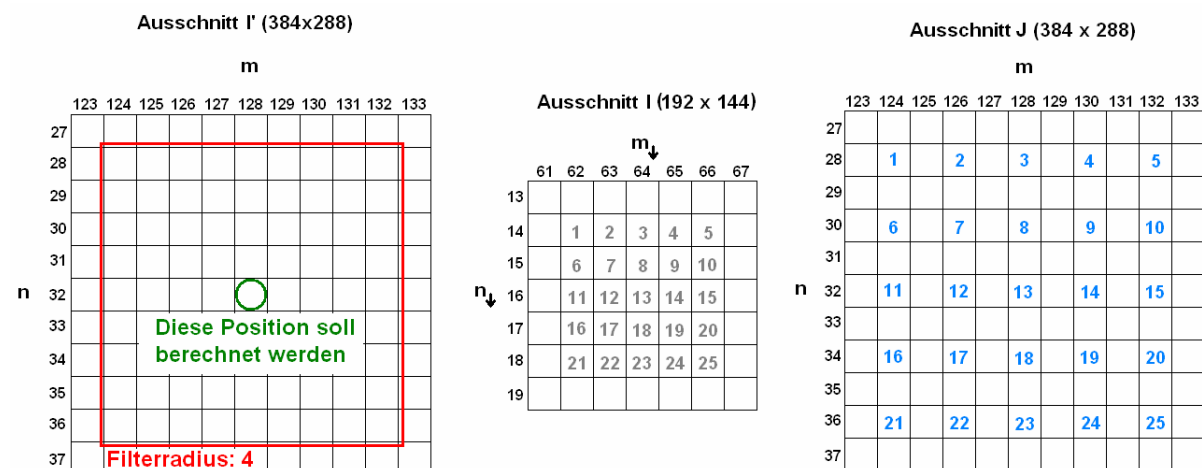 Ausschnitt I' (384x288)
m
123 124 125 126 127 128 129 130 131 132 133
27
28
29
30
31
n 32
33
34
35
36
37
Diese Position soll
berechnet werden
Filterradius: 4
Ausschnitt I (192 x 144)
m↓
61 62 63 64 65 66 67
13
14 1 2 3 4 5
15 6 7 8 9 10
n↓ 16 11 12 13 14 15
17 16 17 18 19 20
18 21 22 23 24 25
19
Ausschnitt J (384 x 288)
m
123 124 125 126 127 128 129 130 131 132 133
27
28 1 2 3 4 5
29
30 6 7 8 9 10
31
n 32 11 12 13 14 15
33
34 16 17 18 19 20
35
36 21 22 23 24 25
37